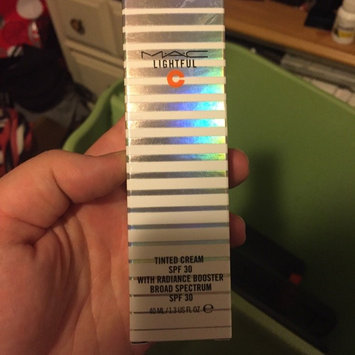 MAC
LIGHTFUL
C
TINTED CREAM
SPF 30
WITH RADIANCE BOOSTER
BROAD SPECTRUM
SPF 30
40 ML / 1.3 US FL OZ ℮